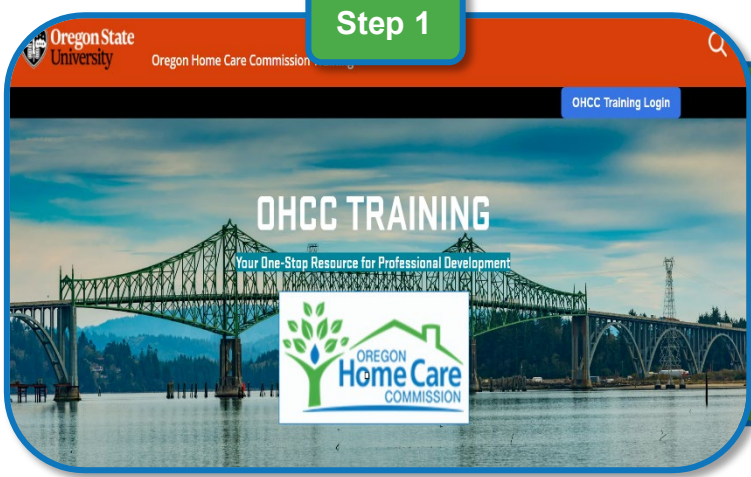 Step 1
Oregon State
University
Oregon Home Care Commission
OHCC Training Login
OHCC TRAINING
Your One-Stop Resource for Professional Development
OREGON
Home Care
COMMISSION